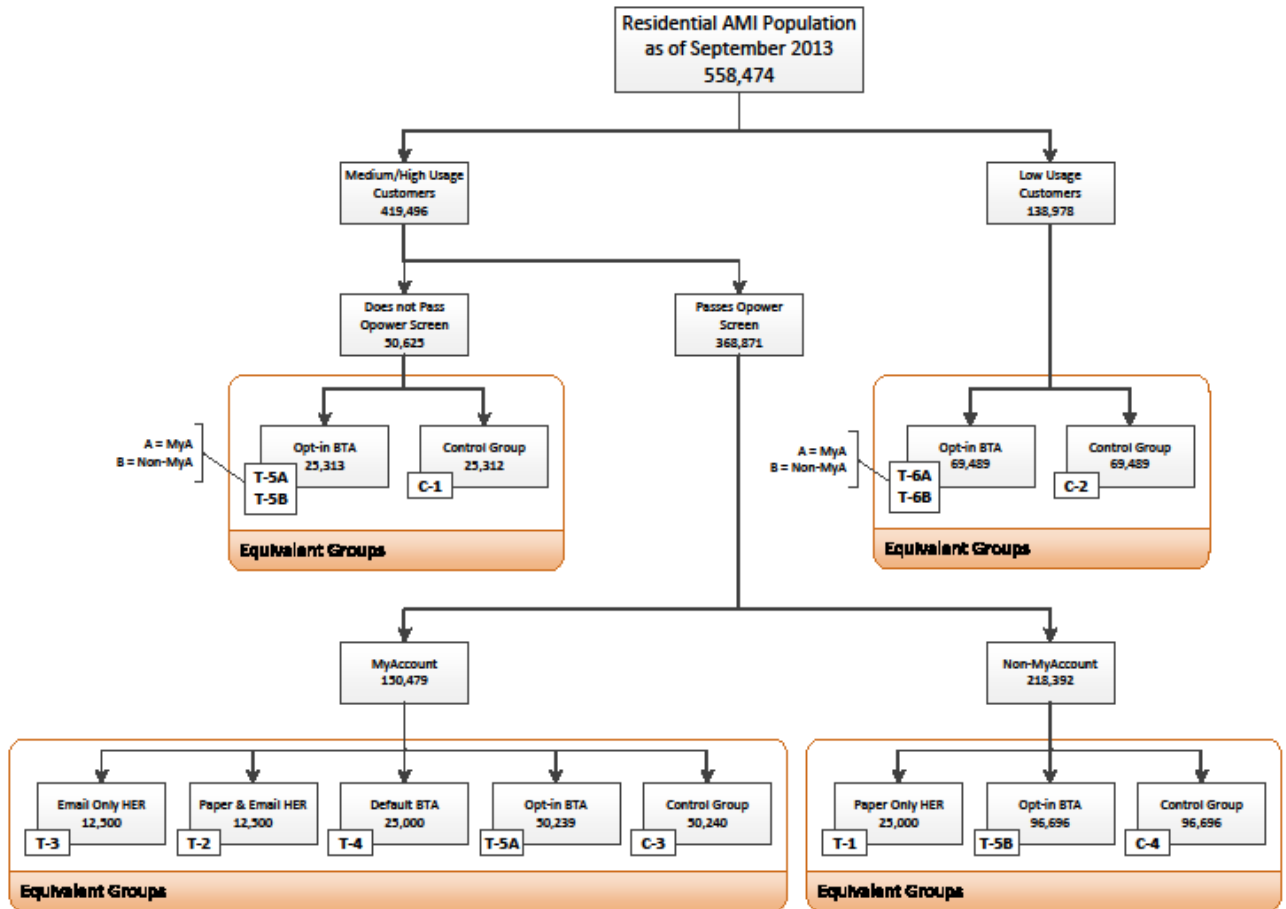 Residential AMI Population
as of September 2013
558,474
Medium/High Usage
Customers
419,496
Low Usage
Customers
138,978
Does not Pass
Opower Screen
50,625
Passes Opower
Screen
368,871
A = MyA
B = Non-MyA
Opt-in BTA
25,313
T-5A
T-5B
Control Group
25,312
C-1
Equivalent Groups
A = MyA
B = Non-MyA
Opt-in BTA
69,489
T-6A
T-6B
Control Group
69,489
C-2
Equivalent Groups
MyAccount
150,479
Non-MyAccount
218,392
Email Only HER
12,500
T-3
Paper & Email HER
12,500
T-2
Default BTA
25,000
T-4
Opt-in BTA
50,239
T-5A
Control Group
50,240
C-3
Equivalent Groups
Paper Only HER
25,000
T-1
Opt-in BTA
96,696
T-5B
Control Group
96,696
C-4
Equivalent Groups